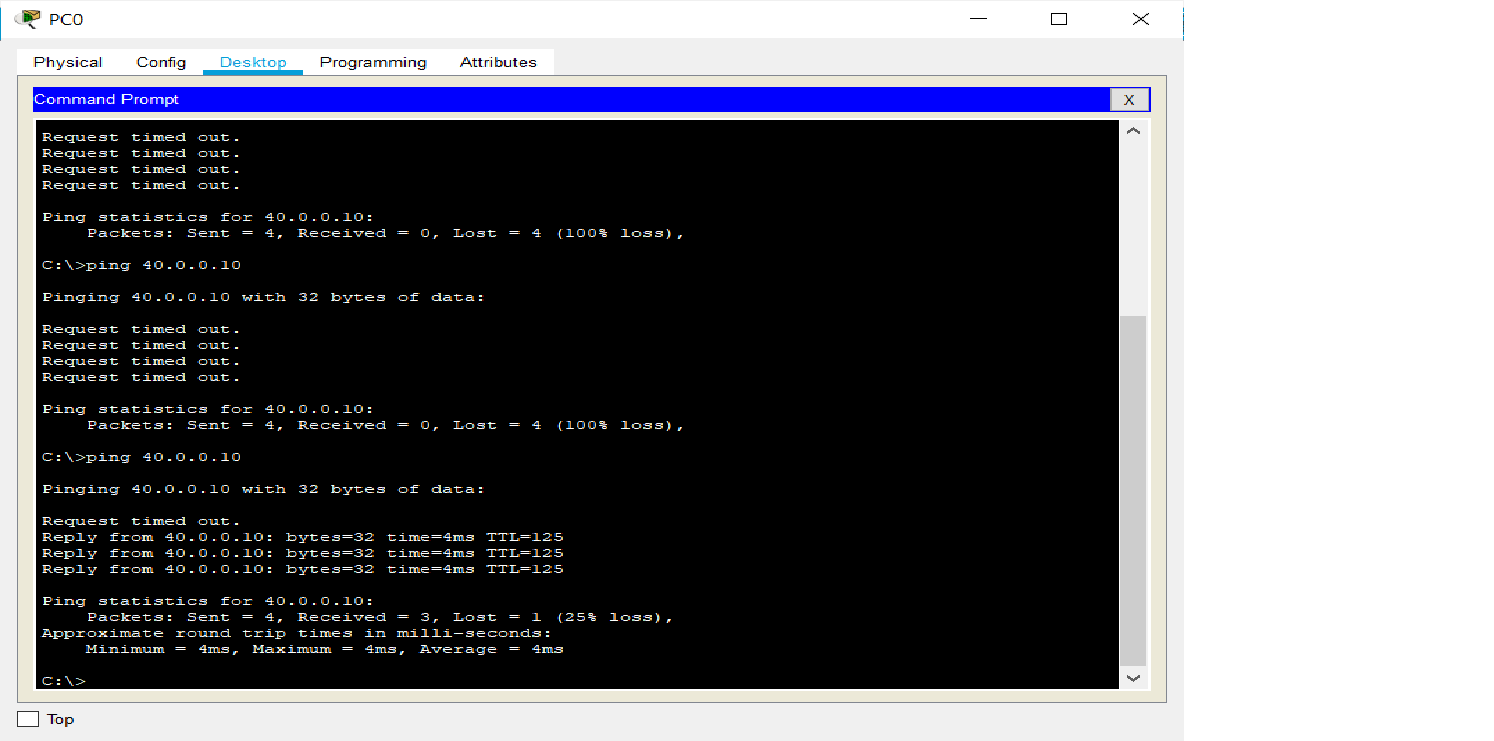 PC0
Physical Config Desktop Programming Attributes
Command Prompt
X
Request timed out.
Request timed out.
Request timed out.
Request timed out.
Ping statistics for 40.0.0.10:
Packets: Sent = 4, Received = 0, Lost = 4 (100% loss),
C:\>ping 40.0.0.10
Pinging 40.0.0.10 with 32 bytes of data:
Request timed out.
Request timed out.
Request timed out.
Request timed out.
Ping statistics for 40.0.0.10:
Packets: Sent = 4, Received = 0, Lost = 4 (100% loss),
C:\>ping 40.0.0.10
Pinging 40.0.0.10 with 32 bytes of data:
Request timed out.
Reply from 40.0.0.10: bytes=32 time=4ms TTL=125
Reply from 40.0.0.10: bytes=32 time=4ms TTL=125
Reply from 40.0.0.10: bytes=32 time=4ms TTL=125
Ping statistics for 40.0.0.10:
Packets: Sent = 4, Received = 3, Lost = 1 (25% loss),
Approximate round trip times in milli-seconds:
Minimum = 4ms, Maximum = 4ms, Average = 4ms
C:\>
Top